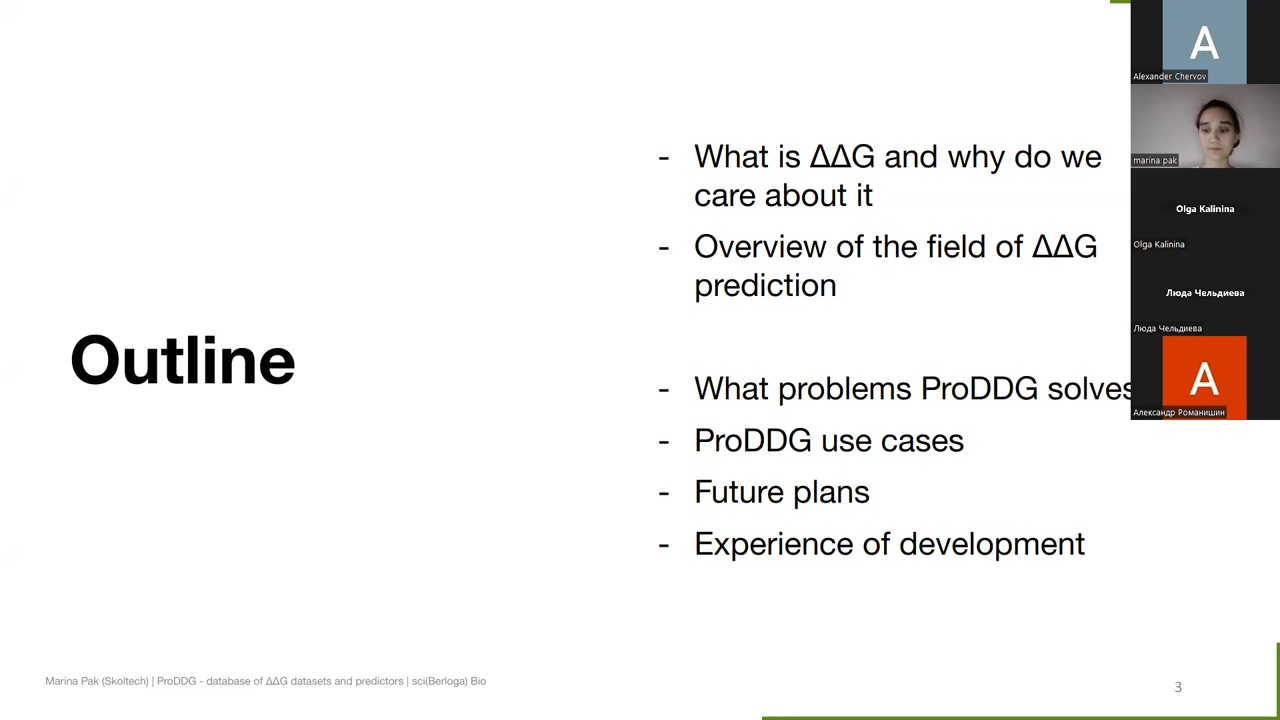 Outline
- What is ΔΔG and why do we
care about it
- Overview of the field of ΔΔG
prediction
- What problems ProDDG solves
- ProDDG use cases
- Future plans
- Experience of development
Marina Pak (Skoltech) | ProDDG - database of ΔΔG datasets and predictors | sci(Berloga) Bio
3
A
Alexander Chervov
marina pak
Olga Kalinina
Olga Kalinina
Люда Чельдиева
Люда Чельдиева
A
Александр Романишин